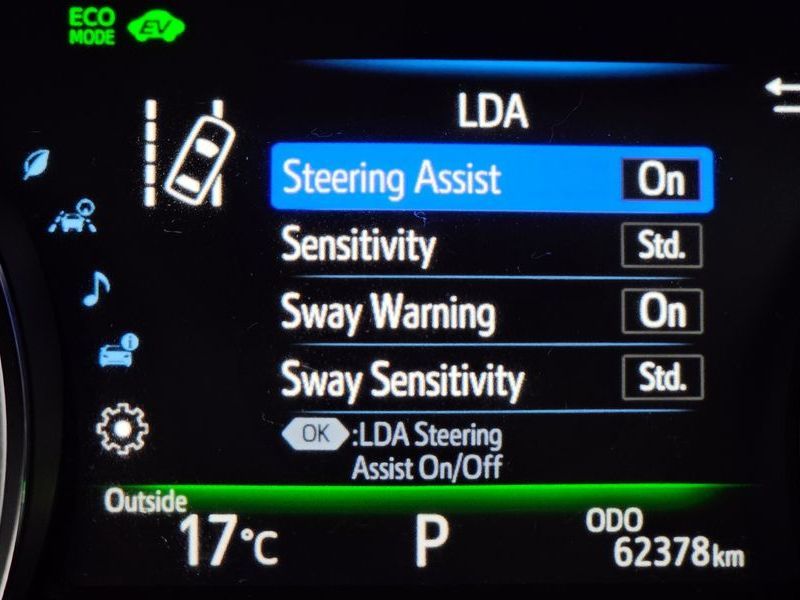 ECO
MODE
EV
LDA
Steering Assist On
Sensitivity Std.
Sway Warning On
Sway Sensitivity Std.
OK :LDA Steering
Assist On/Off
Outside
17°C
P
ODO
62378km